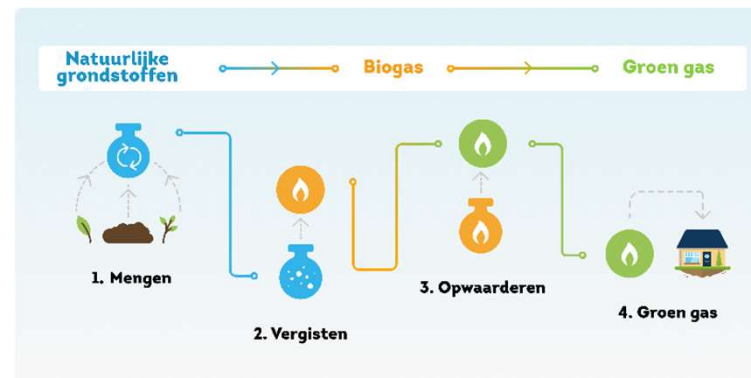 Natuurlijke
grondstoffen
Biogas
Groen gas
1. Mengen
2. Vergisten
3. Opwaarderen
4. Groen gas